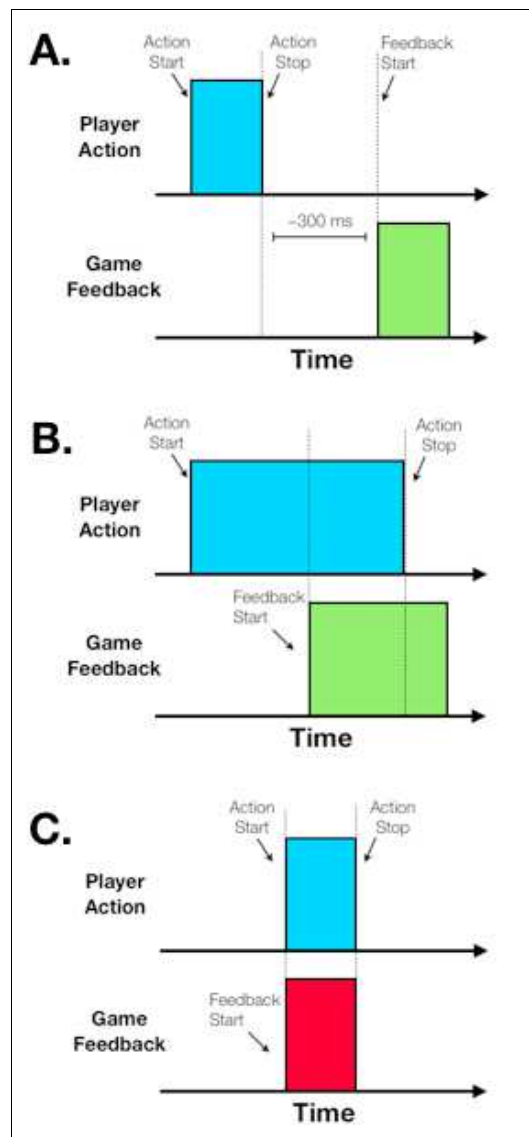 A.
Action
Start
Action
Stop
Feedback
Start
Player
Action
~300 ms
Game
Feedback
Time
B.
Action
Start
Action
Stop
Player
Action
Feedback
Start
Game
Feedback
Time
C.
Action
Start
Action
Stop
Player
Action
Feedback
Start
Game
Feedback
Time